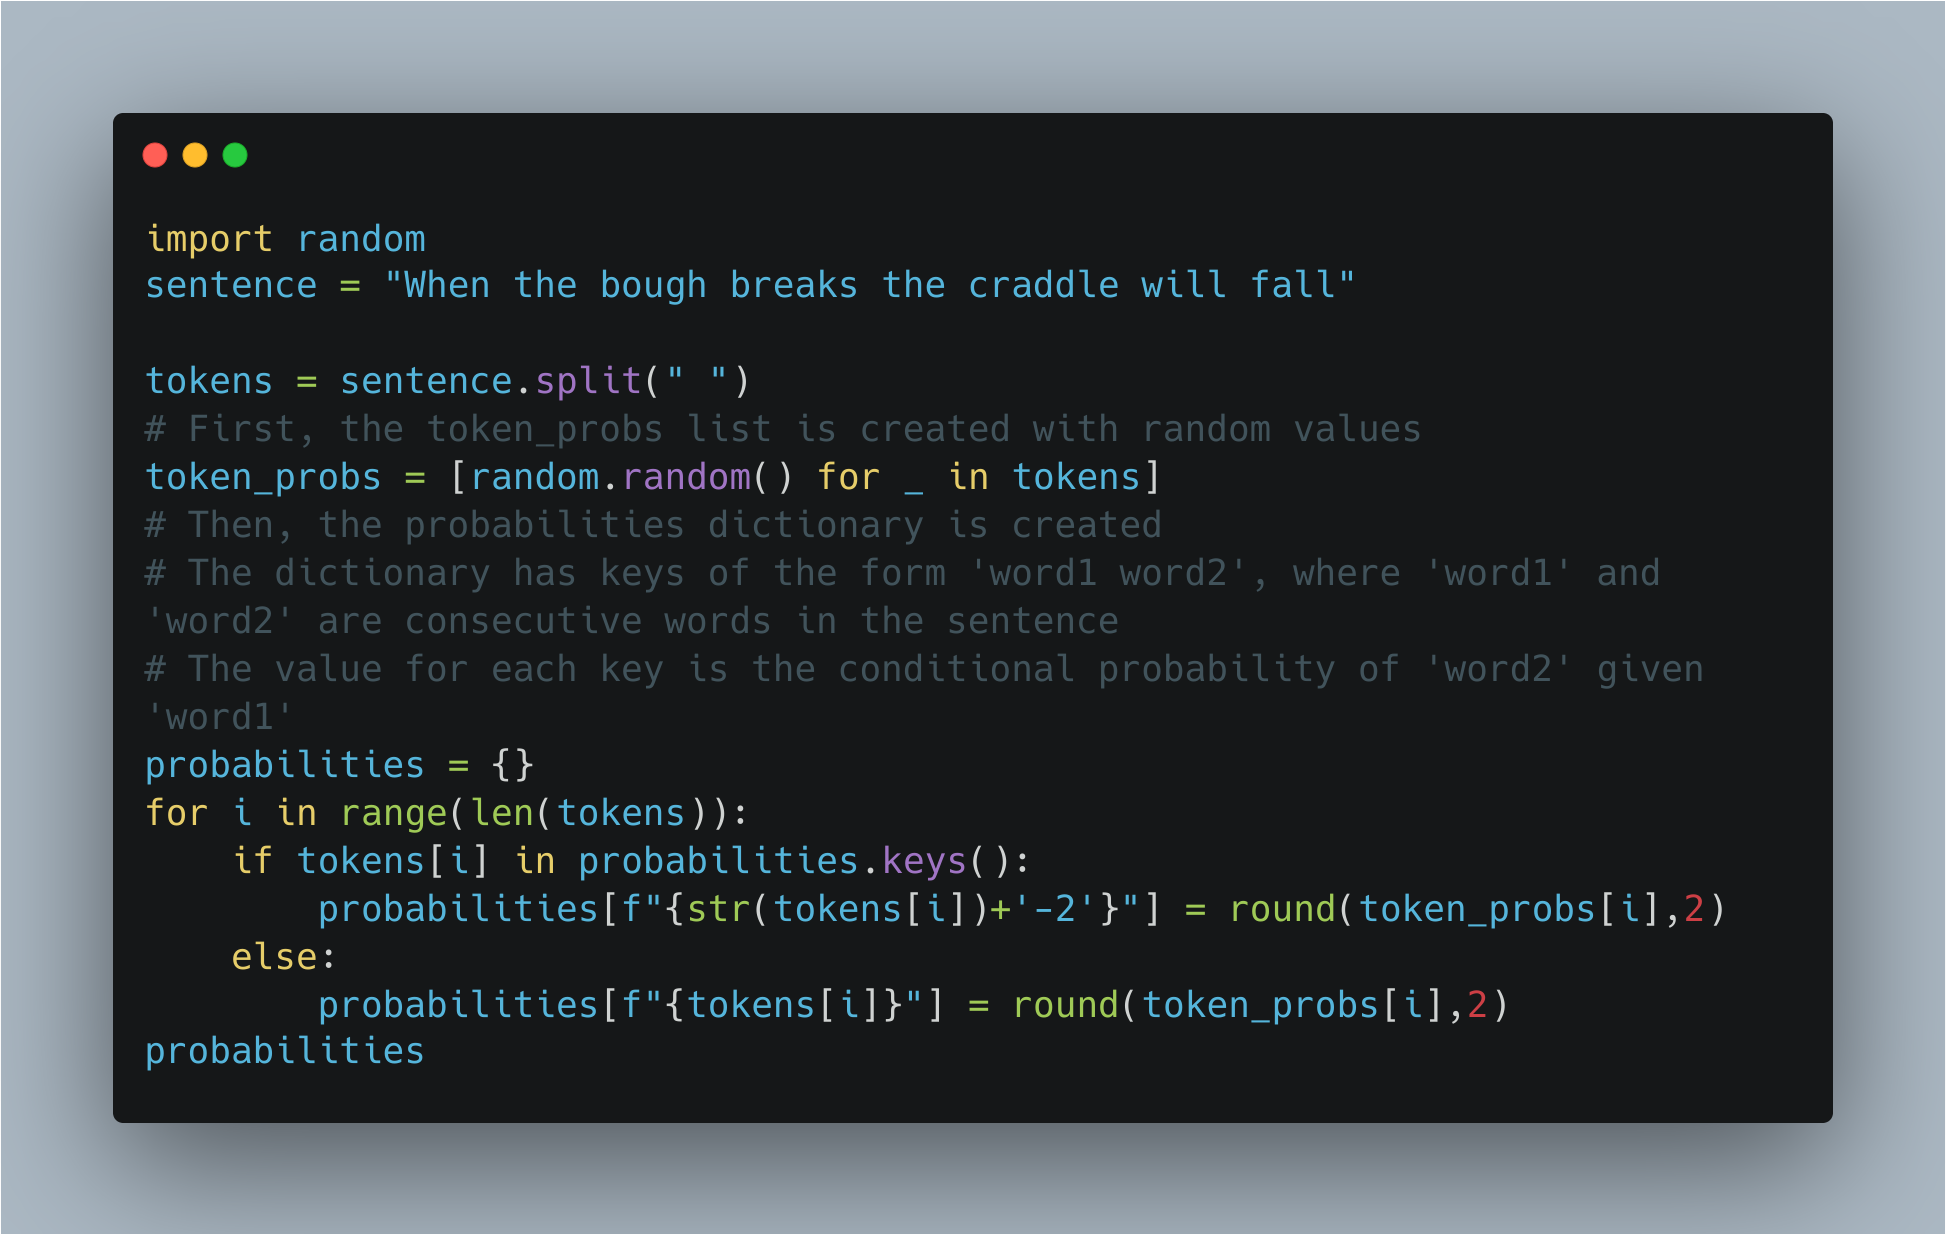 import random
sentence = "When the bough breaks the craddle will fall"

tokens = sentence.split(" ")
# First, the token_probs list is created with random values
token_probs = [random.random() for _ in tokens]
# Then, the probabilities dictionary is created
# The dictionary has keys of the form 'word1 word2', where 'word1' and
'word2' are consecutive words in the sentence
# The value for each key is the conditional probability of 'word2' given
'word1'
probabilities = {}
for i in range(len(tokens)):
    if tokens[i] in probabilities.keys():
        probabilities[f"{str(tokens[i])+'-2'}"] = round(token_probs[i],2)
    else:
        probabilities[f"{tokens[i]}"] = round(token_probs[i],2)
probabilities